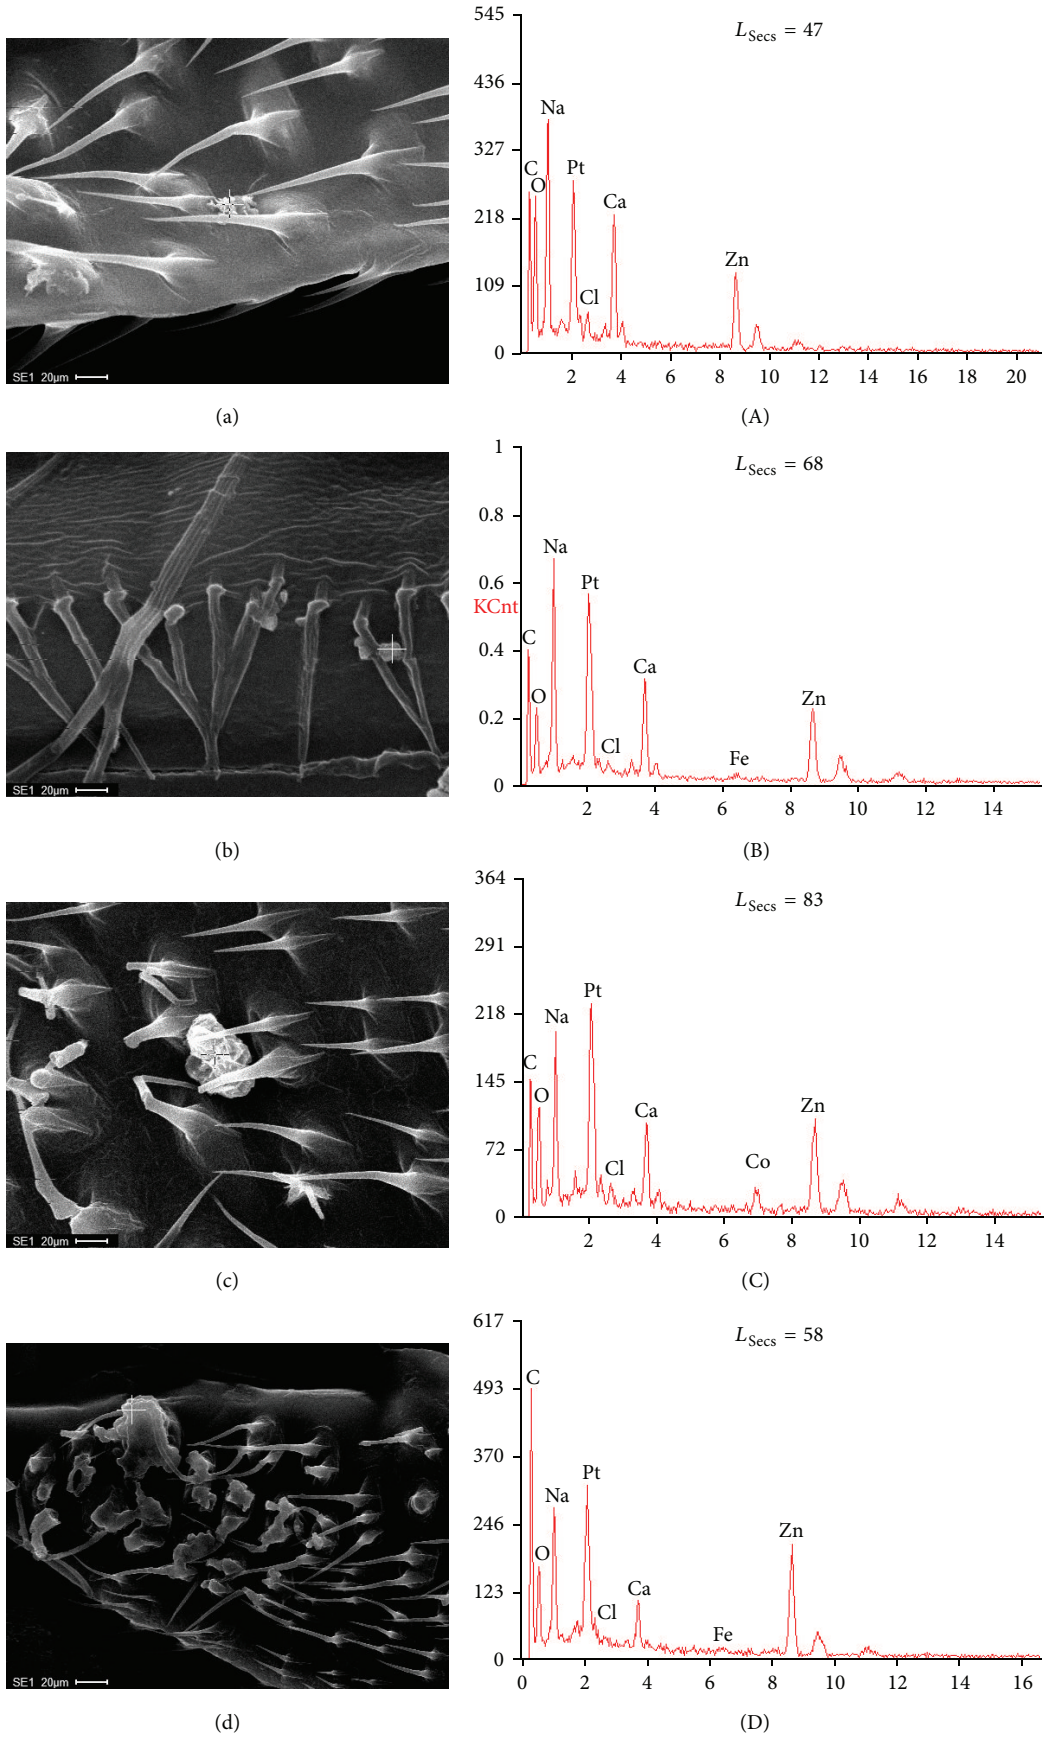 545
L_Secs = 47
436
Na
327
C
Pt
O
Ca
218
Zn
109
Cl
0
2 4 6 8 10 12 14 16 18 20
SE1 20μm
(a)
(A)
1
L_Secs = 68
0.8
Na
Pt
0.6
KCnt
C
0.4
Ca
O
Zn
0.2
Cl
Fe
0
2 4 6 8 10 12 14
SE1 20μm
(b)
(B)
364
L_Secs = 83
291
Pt
218
Na
C
145
O
Ca
Zn
72
Cl
Co
0
2 4 6 8 10 12 14
SE1 20μm
(c)
(C)
617
L_Secs = 58
493
C
370
Pt
Na
246
Zn
O
123
Ca
Cl
Fe
0
0 2 4 6 8 10 12 14 16
SE1 20μm
(d)
(D)